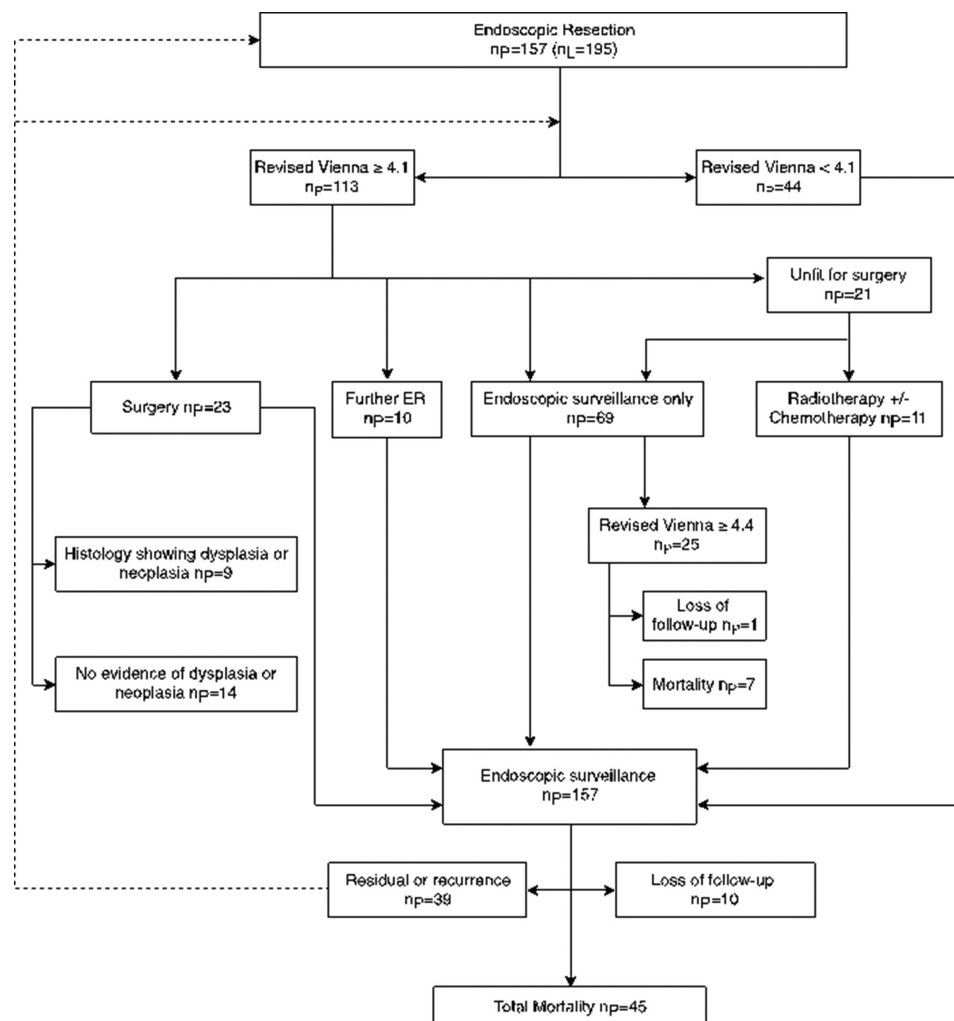 Endoscopic Resection
nP=157 (nL=195)
Revised Vienna ≥ 4.1
nP=113
Revised Vienna < 4.1
nP=44
Unfit for surgery
nP=21
Surgery nP=23
Further ER
nP=10
Endoscopic surveillance only
nP=69
Radiotherapy +/-
Chemotherapy nP=11
Revised Vienna ≥ 4.4
nP=25
Histology showing dysplasia or
neoplasia nP=9
Loss of
follow-up nP=1
No evidence of dysplasia or
neoplasia nP=14
Mortality nP=7
Endoscopic surveillance
nP=157
Residual or recurrence
nP=39
Loss of follow-up
nP=10
Total Mortality nP=45